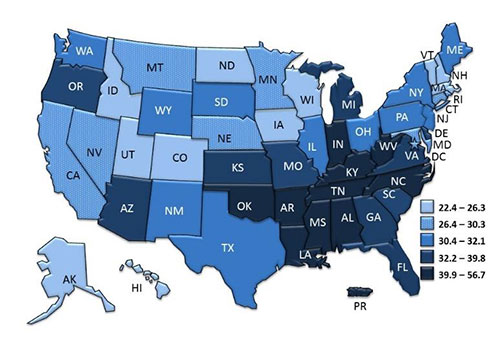 WA
MT
ND
MN
VT
ME
OR
ID
SD
WI
MI
NY
NH
MA
RI
CT
WY
NE
IA
IL
IN
OH
PA
NJ
DE
MD
DC
NV
UT
CO
KS
MO
KY
WV
VA
CA
AZ
NM
OK
AR
TN
NC
SC
TX
LA
MS
AL
GA
FL
AK
HI
PR
22.4 – 26.3
26.4 – 30.3
30.4 – 32.1
32.2 – 39.8
39.9 – 56.7